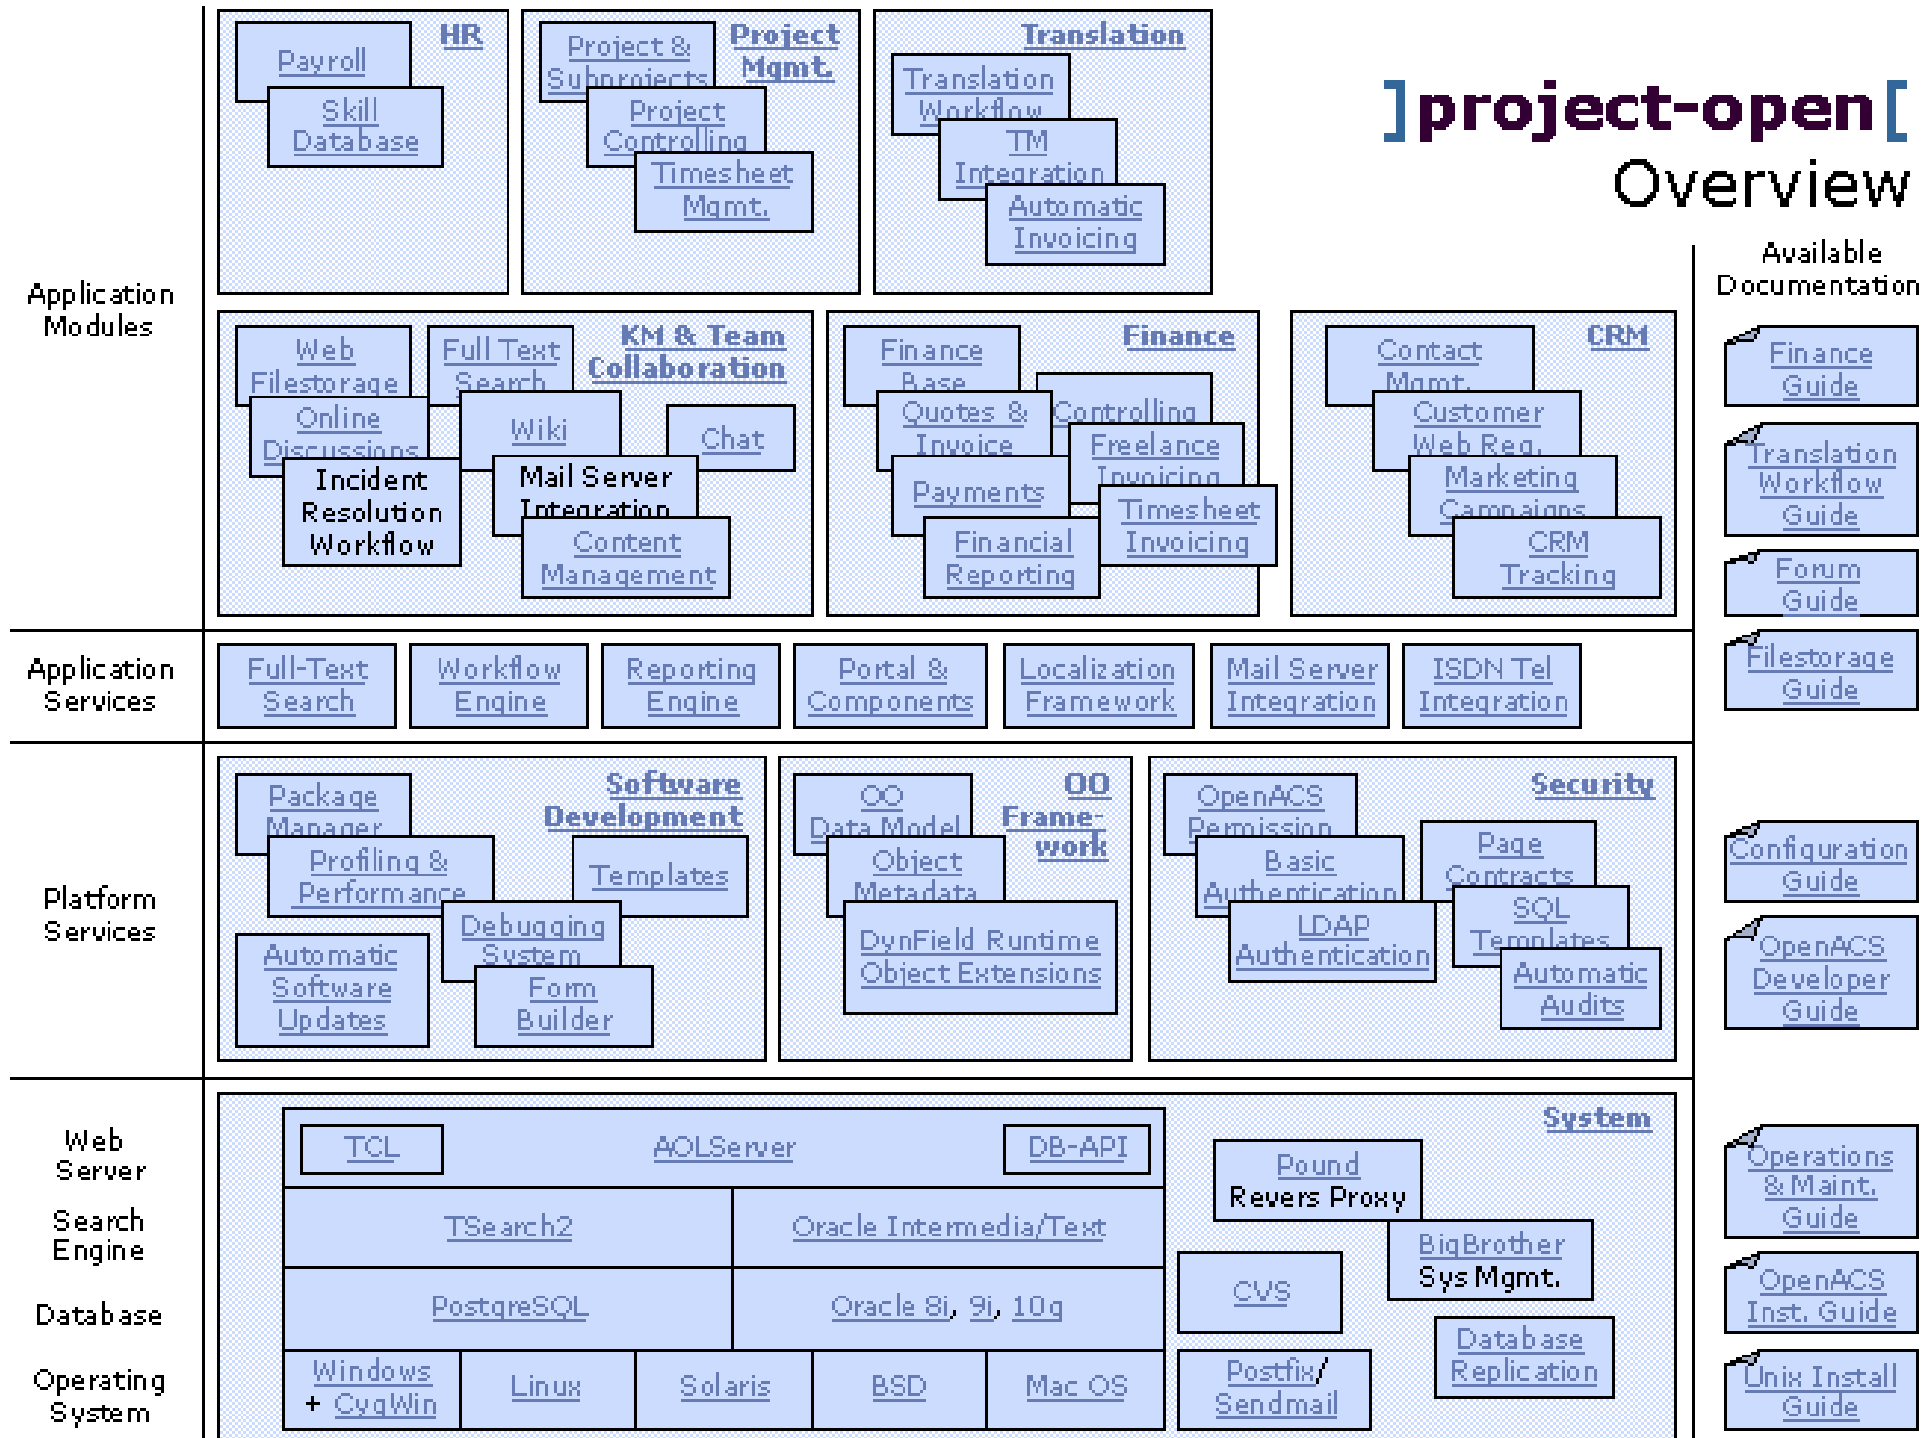 ]project-open[
Overview
Application
Modules
HR
Payroll
Skill
Database
Project
Mgmt.
Project &
Subprojects
Project
Controlling
Timesheet
Mgmt.
Translation
Translation
Workflow
TM
Integration
Automatic
Invoicing
KM & Team
Collaboration
Web
Filestorage
Full Text
Search
Online
Discussions
Wiki
Chat
Incident
Resolution
Workflow
Mail Server
Integration
Content
Management
Finance
Finance
Base
Quotes &
Invoice
Controlling
Freelance
Invoicing
Payments
Timesheet
Invoicing
Financial
Reporting
CRM
Contact
Mgmt.
Customer
Web Reg.
Marketing
Campaigns
CRM
Tracking
Application
Services
Full-Text
Search
Workflow
Engine
Reporting
Engine
Portal &
Components
Localization
Framework
Mail Server
Integration
ISDN Tel
Integration
Platform
Services
Software
Development
Package
Manager
Profiling &
Performance
Templates
Debugging
System
Automatic
Software
Updates
Form
Builder
OO
Frame-
work
OO
Data Model
Object
Metadata
DynField Runtime
Object Extensions
Security
OpenACS
Permission
Basic
Authentication
LDAP
Authentication
Page
Contracts
SQL
Templates
Automatic
Audits
Web
Server
Search
Engine
Database
Operating
System
System
TCL
AOLServer
DB-API
TSearch2
Oracle Intermedia/Text
PostgreSQL
Oracle 8i, 9i, 10g
Windows
+ CygWin
Linux
Solaris
BSD
Mac OS
Pound
Revers Proxy
BigBrother
Sys Mgmt.
CVS
Database
Replication
Postfix/
Sendmail
Available
Documentation
Finance
Guide
Translation
Workflow
Guide
Forum
Guide
Filestorage
Guide
Configuration
Guide
OpenACS
Developer
Guide
Operations
& Maint.
Guide
OpenACS
Inst. Guide
Unix Install
Guide